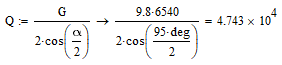 Q := G / (2·cos(α/2)) → 9.8·6540 / (2·cos(95·deg/2)) = 4.743 × 10^4